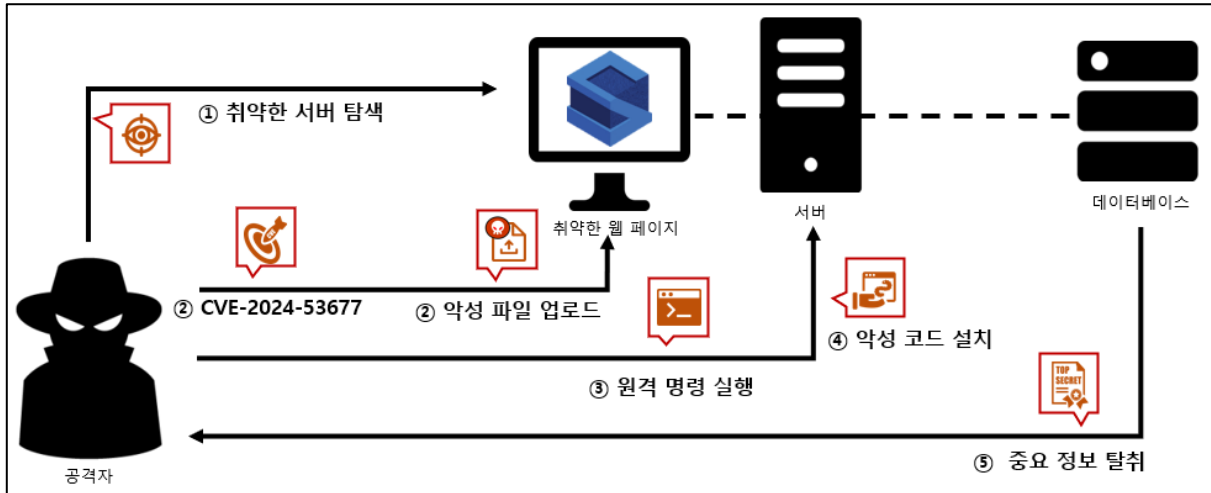 ① 취약한 서버 탐색
취약한 웹 페이지
서버
데이터베이스
② CVE-2024-53677
② 악성 파일 업로드
④ 악성 코드 설치
③ 원격 명령 실행
TOP
SECRET
⑤ 중요 정보 탈취
공격자